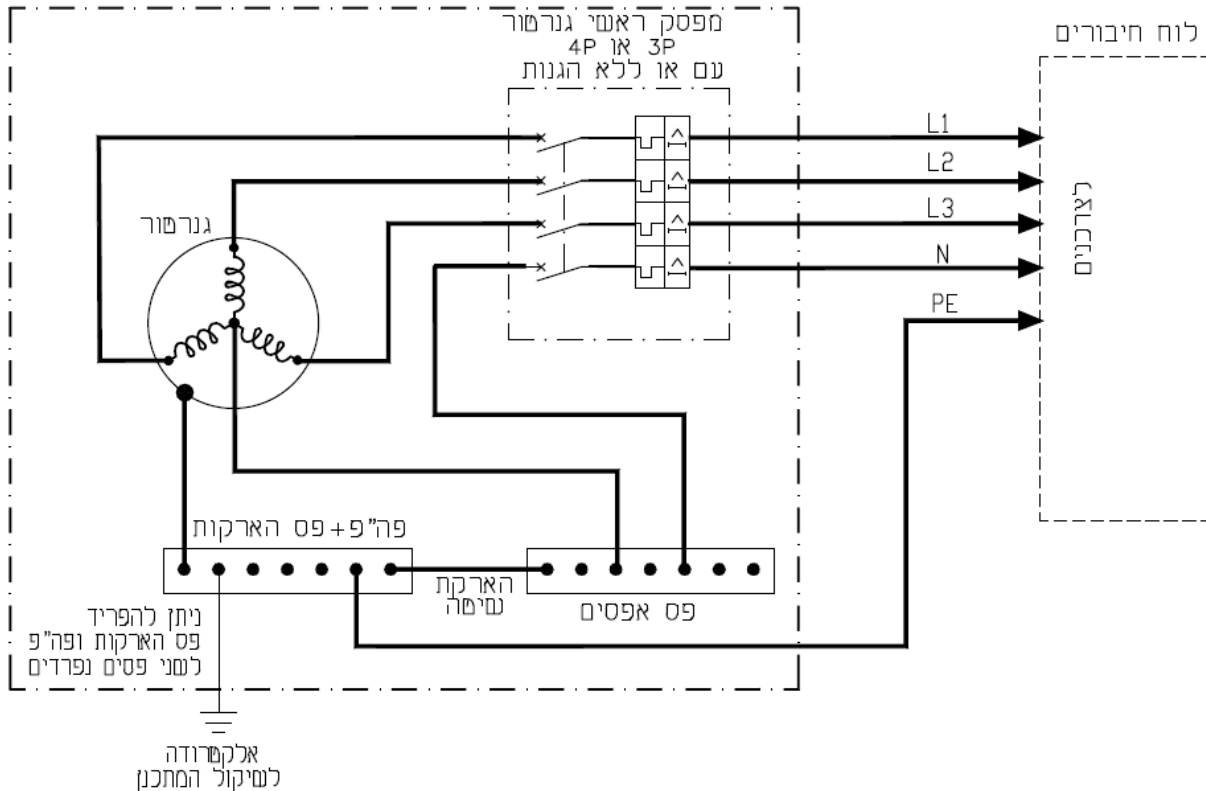 מפסק ראשי גנרטור
3P או 4P
עם או ללא הגנות
לוח חיבורים
L1
L2
L3
N
PE
לצרכנים
גנרטור
פה"פ + פס הארקות
הארקת
שיטה
פס אפסים
ניתן להפריד
פס הארקות ופה"פ
לשני פסים נפרדים
אלקטרודה
לשיקול המתכנן